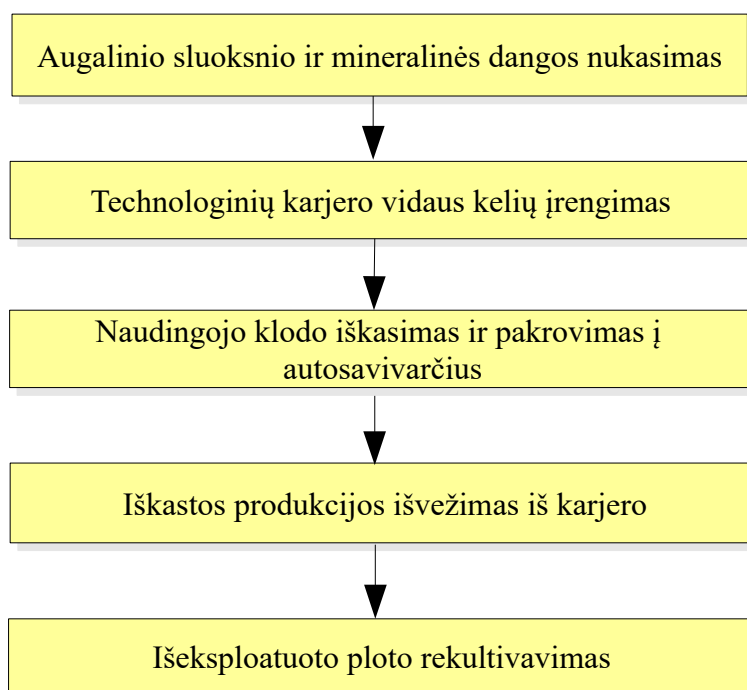 Augalinio sluoksnio ir mineralinės dangos nukasimas
Technologinių karjero vidaus kelių įrengimas
Naudingojo klodo iškasimas ir pakrovimas į
autosavivarčius
Iškastos produkcijos išvežimas iš karjero
Išeksploatuoto ploto rekultivavimas